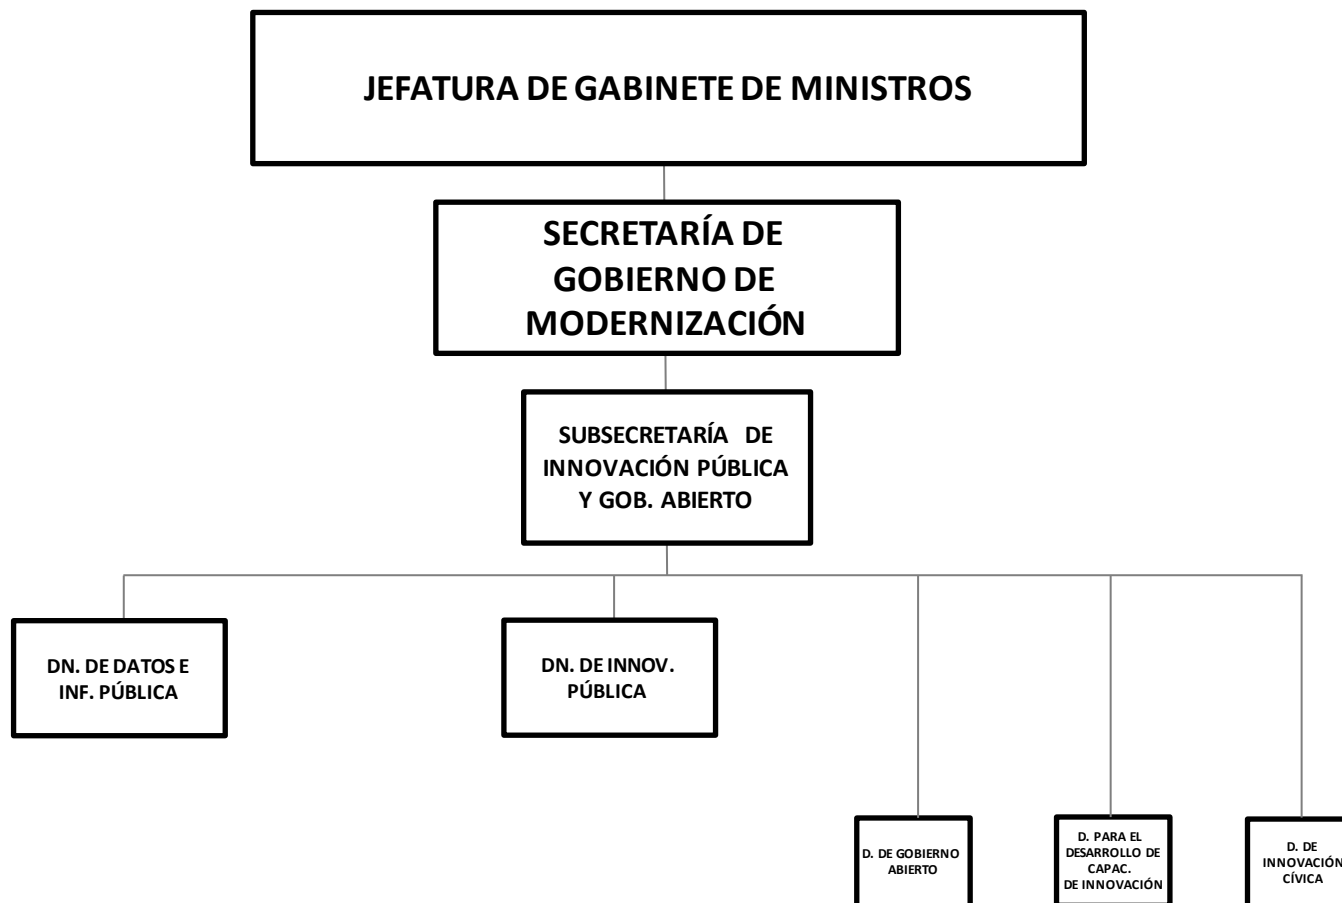 JEFATURA DE GABINETE DE MINISTROS
SECRETARÍA DE
GOBIERNO DE
MODERNIZACIÓN
SUBSECRETARÍA DE
INNOVACIÓN PÚBLICA
Y GOB. ABIERTO
DN. DE DATOS E
INF. PÚBLICA
DN. DE INNOV.
PÚBLICA
D. DE GOBIERNO
ABIERTO
D. PARA EL
DESARROLLO DE
CAPAC.
DE INNOVACIÓN
D. DE
INNOVACIÓN
CÍVICA